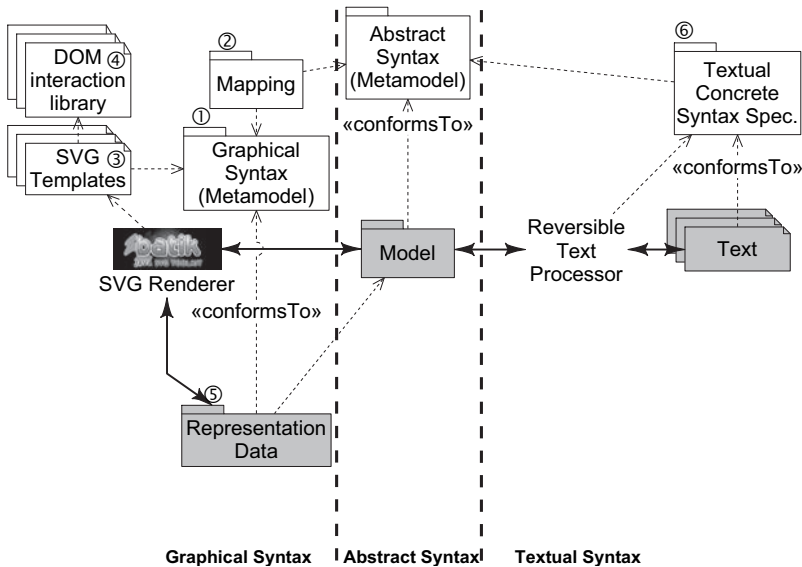 ④
DOM
interaction
library
②
Mapping
Abstract
Syntax
(Metamodel)
⑥
Textual
Concrete
Syntax Spec.
①
Graphical
Syntax
(Metamodel)
③
SVG
Templates
«conformsTo»
«conformsTo»
batik
SVG Renderer
Model
Reversible
Text
Processor
Text
«conformsTo»
⑤
Representation
Data
Graphical Syntax
Abstract Syntax
Textual Syntax